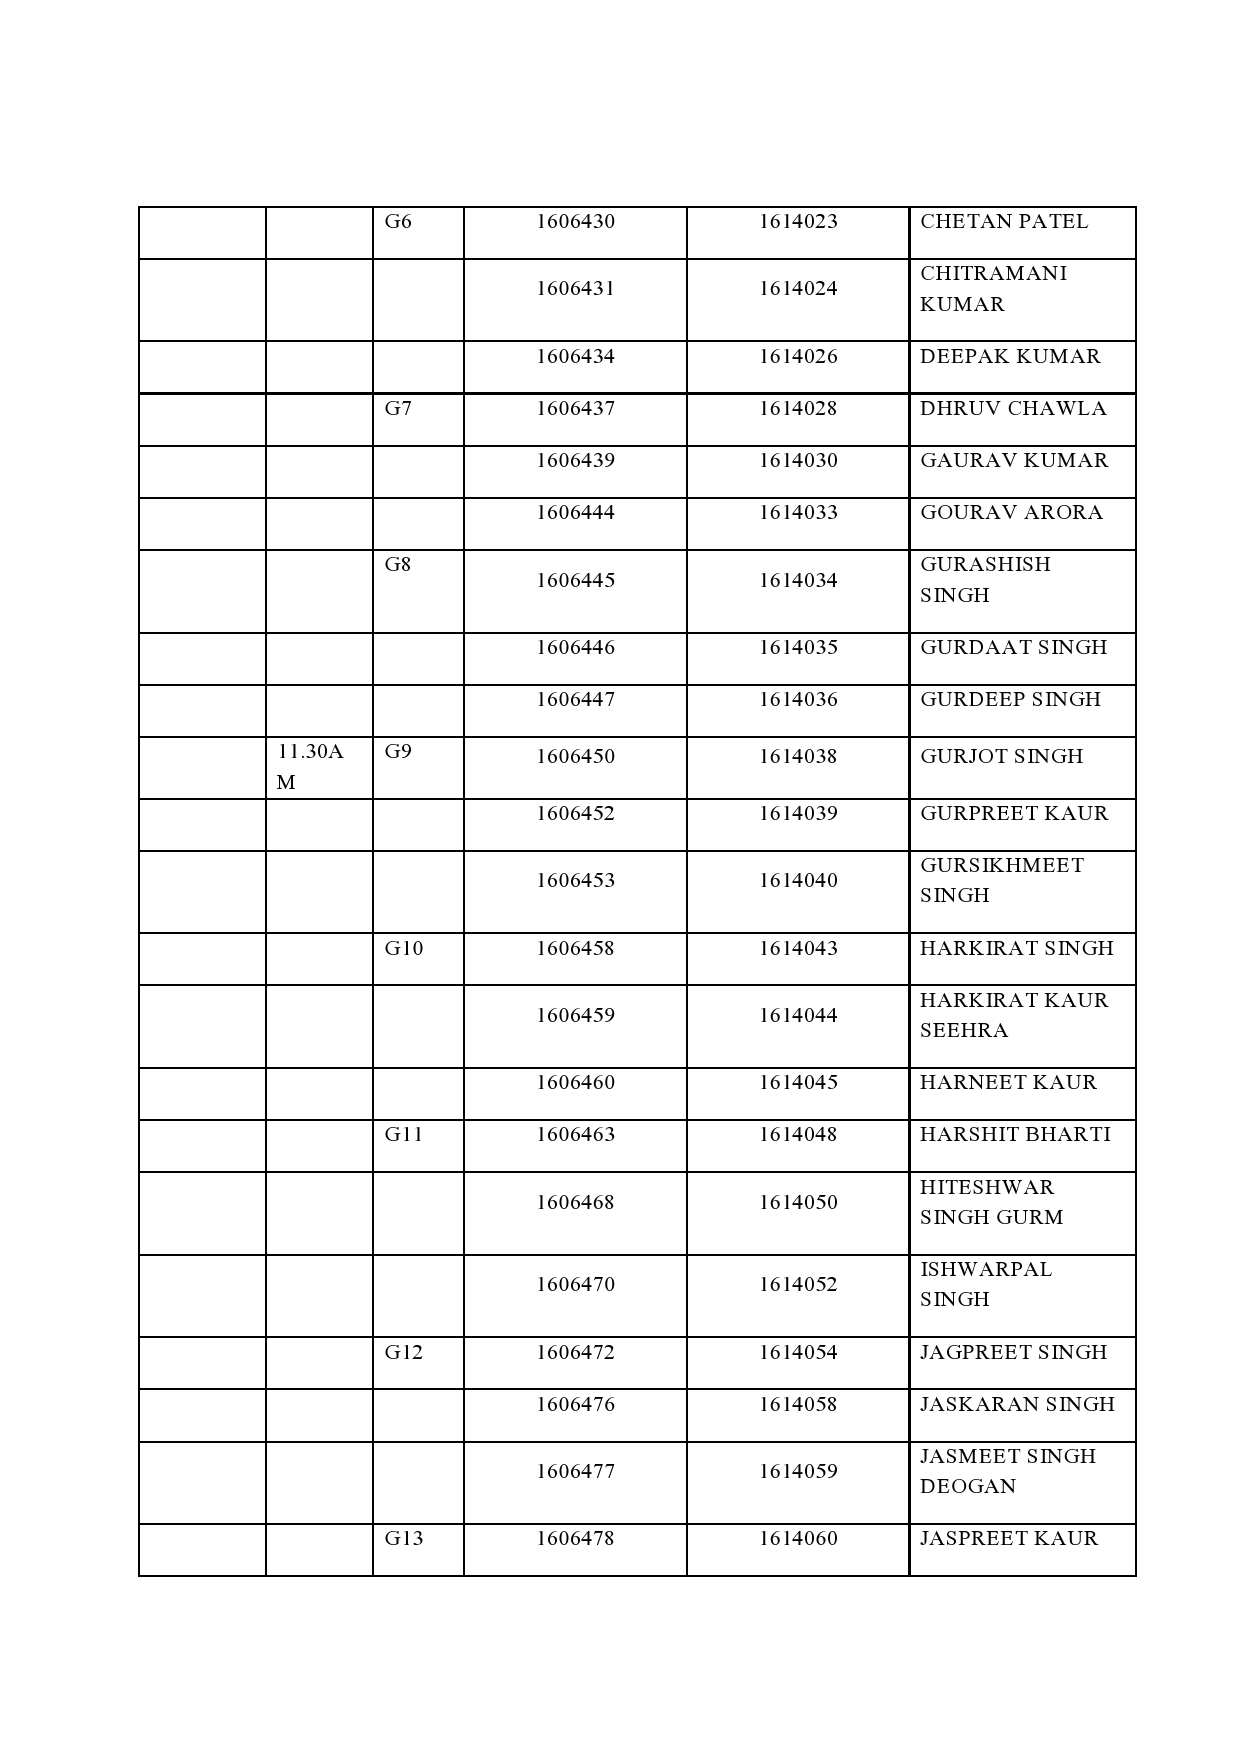 G6 1606430 1614023 CHETAN PATEL
1606431 1614024 CHITRAMANI
KUMAR
1606434 1614026 DEEPAK KUMAR
G7 1606437 1614028 DHRUV CHAWLA
1606439 1614030 GAURAV KUMAR
1606444 1614033 GOURAV ARORA
G8 1606445 1614034 GURASHISH
SINGH
1606446 1614035 GURDAAT SINGH
1606447 1614036 GURDEEP SINGH
11.30A
M G9 1606450 1614038 GURJOT SINGH
1606452 1614039 GURPREET KAUR
1606453 1614040 GURSIKHMEET
SINGH
G10 1606458 1614043 HARKIRAT SINGH
1606459 1614044 HARKIRAT KAUR
SEEHRA
1606460 1614045 HARNEET KAUR
G11 1606463 1614048 HARSHIT BHARTI
1606468 1614050 HITESHWAR
SINGH GURM
1606470 1614052 ISHWARPAL
SINGH
G12 1606472 1614054 JAGPREET SINGH
1606476 1614058 JASKARAN SINGH
1606477 1614059 JASMEET SINGH
DEOGAN
G13 1606478 1614060 JASPREET KAUR